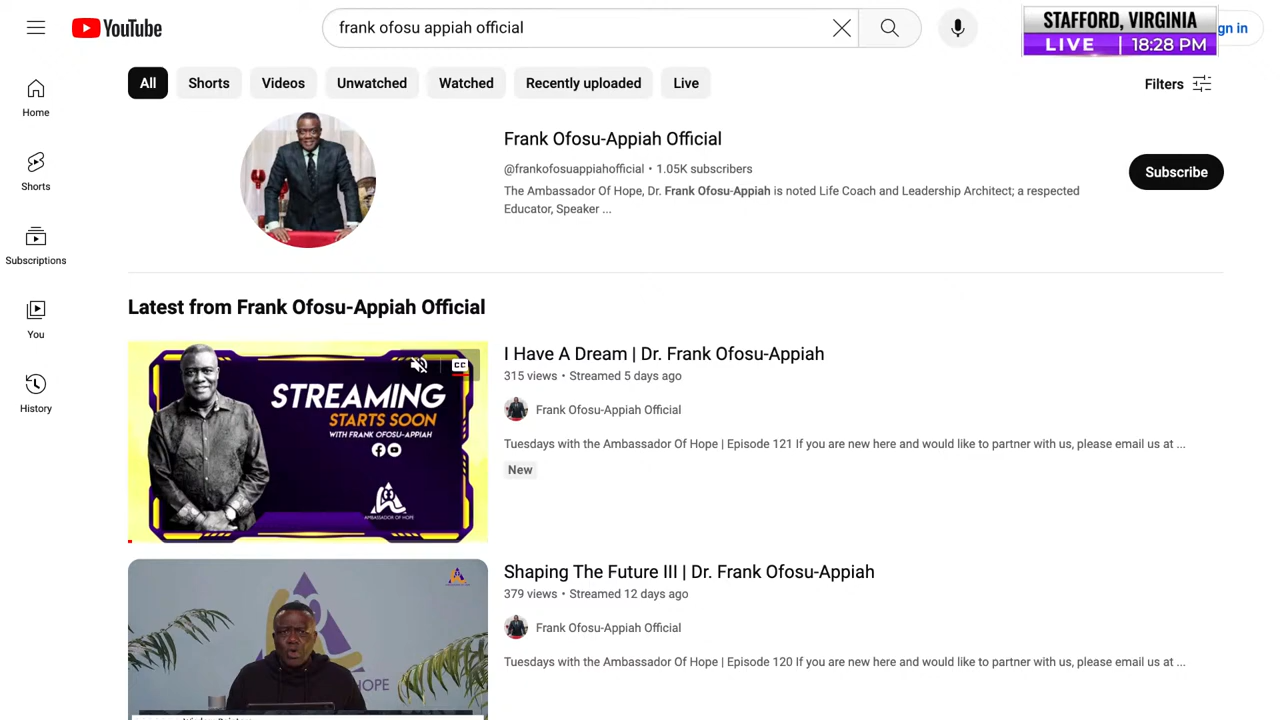 YouTube
frank ofosu appiah official
STAFFORD, VIRGINIA
LIVE | 18:28 PM
gn in
All
Shorts
Videos
Unwatched
Watched
Recently uploaded
Live
Filters
Home
Shorts
Subscriptions
You
History
Frank Ofosu-Appiah Official
@frankofosuappiahofficial • 1.05K subscribers
The Ambassador Of Hope, Dr. Frank Ofosu-Appiah is noted Life Coach and Leadership Architect; a respected
Educator, Speaker ...
Subscribe
Latest from Frank Ofosu-Appiah Official
STREAMING
STARTS SOON
WITH FRANK OFOSU-APPIAH
AMBASSADOR OF HOPE
CC
I Have A Dream | Dr. Frank Ofosu-Appiah
315 views • Streamed 5 days ago
Frank Ofosu-Appiah Official
Tuesdays with the Ambassador Of Hope | Episode 121 If you are new here and would like to partner with us, please email us at ...
New
HOPE
Shaping The Future III | Dr. Frank Ofosu-Appiah
379 views • Streamed 12 days ago
Frank Ofosu-Appiah Official
Tuesdays with the Ambassador Of Hope | Episode 120 If you are new here and would like to partner with us, please email us at ...